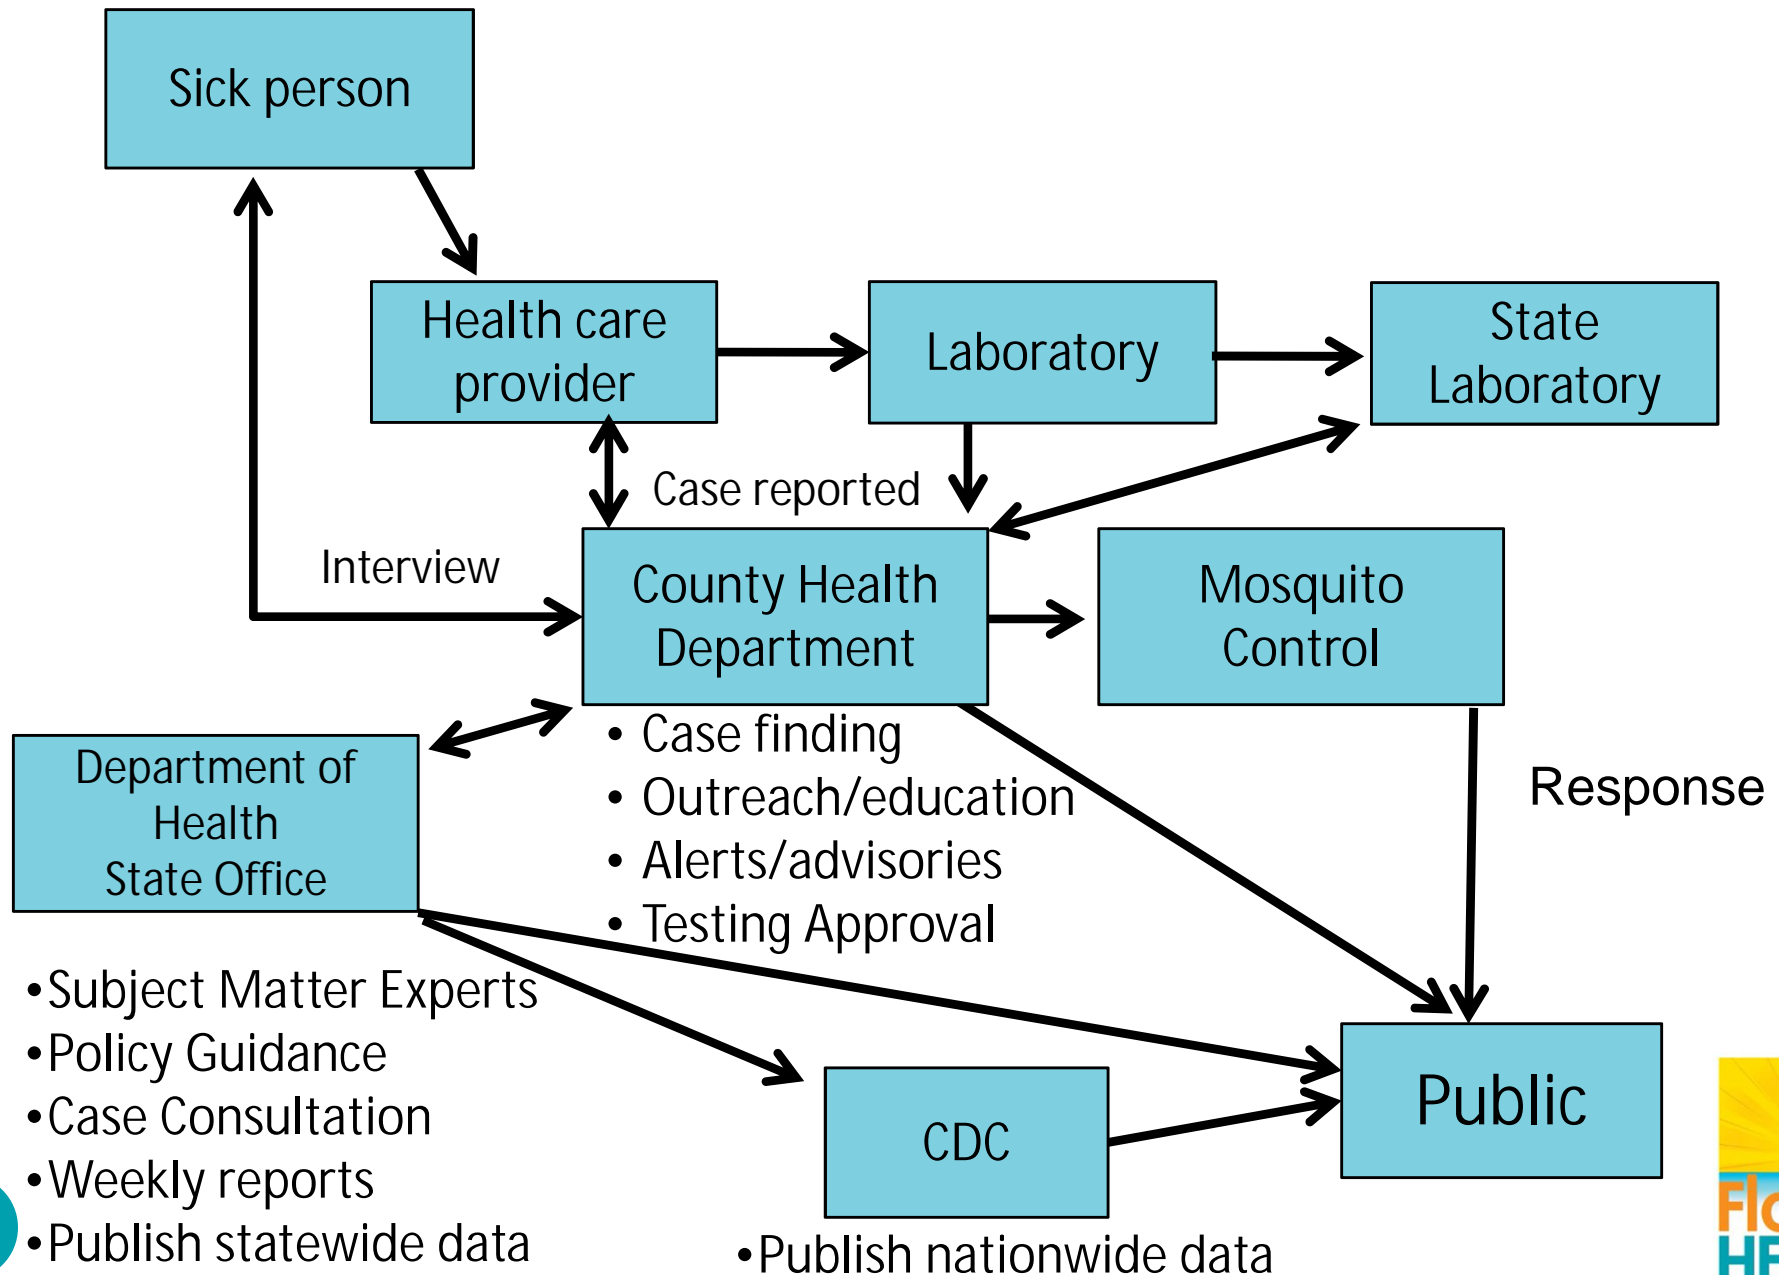 Sick person
Health care
provider
Laboratory
State
Laboratory
Case reported
Interview
County Health
Department
Mosquito
Control
• Case finding
• Outreach/education
• Alerts/advisories
• Testing Approval
Response
Department of
Health
State Office
•Subject Matter Experts
•Policy Guidance
•Case Consultation
•Weekly reports
•Publish statewide data
CDC
•Publish nationwide data
Public